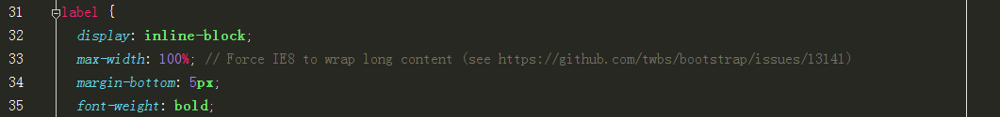 31 label {
32 display: inline-block;
33 max-width: 100%; // Force IE8 to wrap long content (see https://github.com/twbs/bootstrap/issues/13141)
34 margin-bottom: 5px;
35 font-weight: bold;